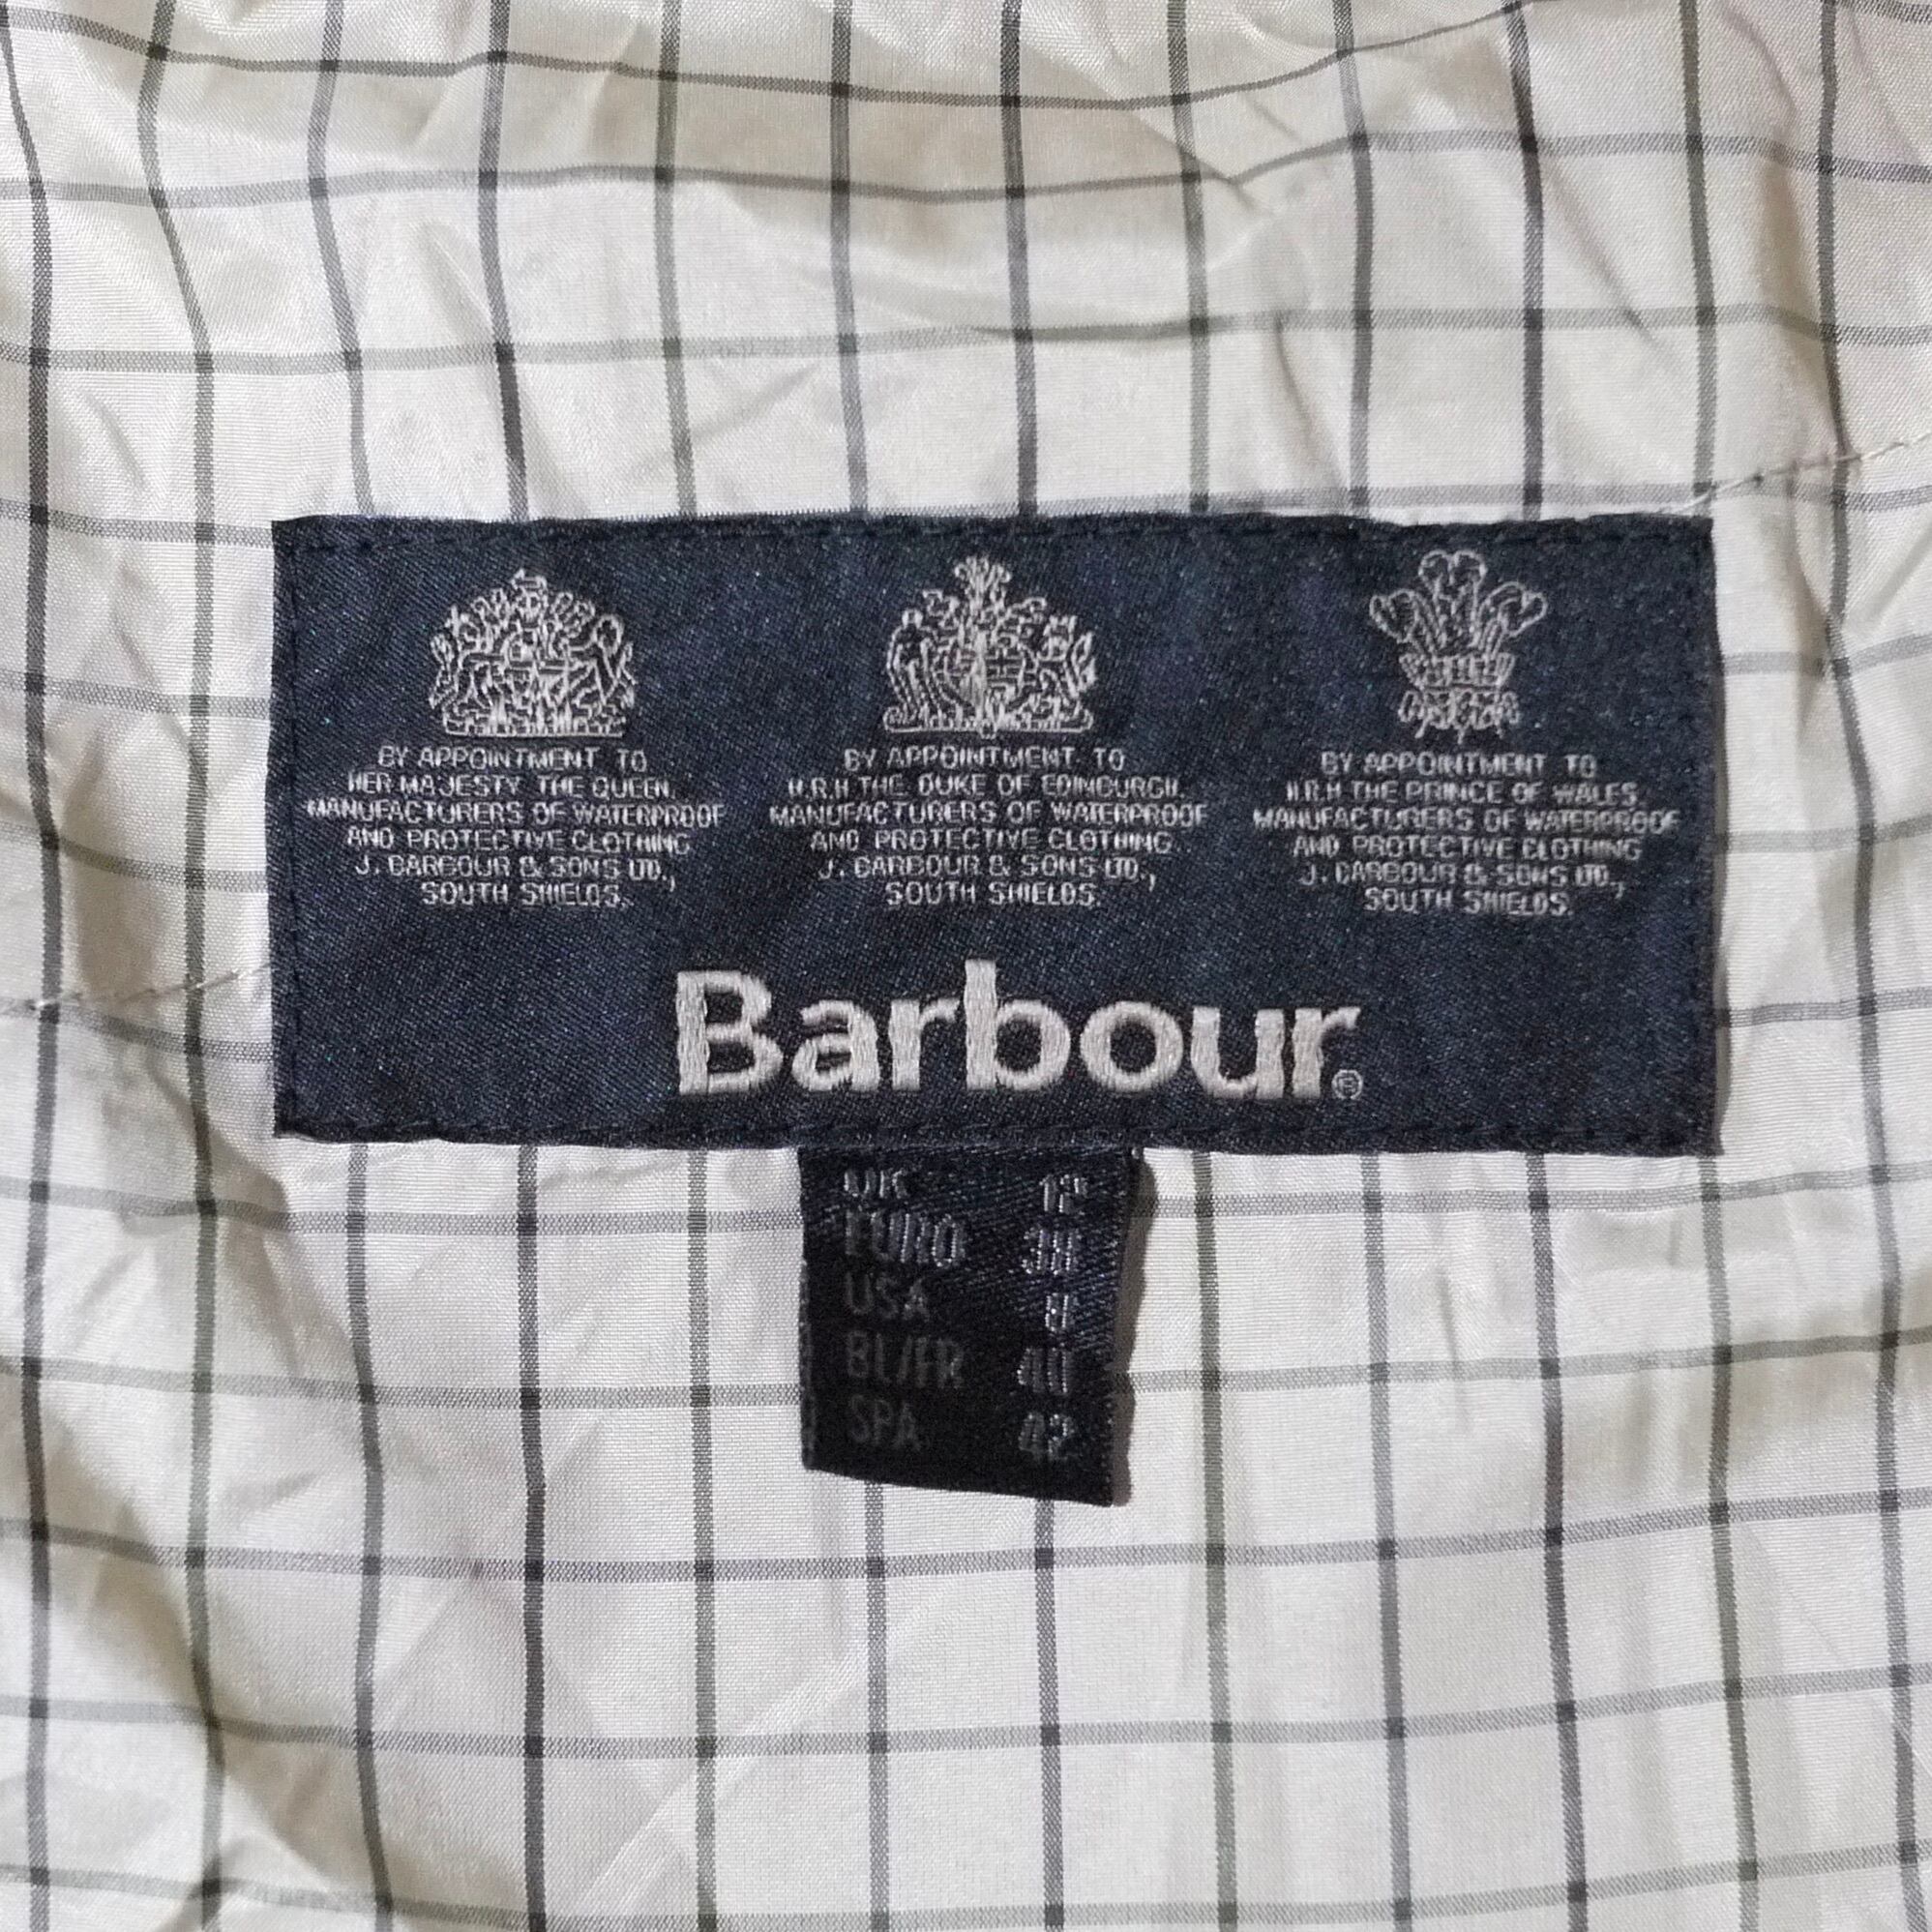 BY APPOINTMENT TO
HER MAJESTY THE QUEEN.
MANUFACTURERS OF WATERPROOF
AND PROTECTIVE CLOTHING
J. BARBOUR & SONS LTD.,
SOUTH SHIELDS.
BY APPOINTMENT TO
H.R.H THE DUKE OF EDINBURGH.
MANUFACTURERS OF WATERPROOF
AND PROTECTIVE CLOTHING
J. BARBOUR & SONS LTD.,
SOUTH SHIELDS.
BY APPOINTMENT TO
H.R.H THE PRINCE OF WALES.
MANUFACTURERS OF WATERPROOF
AND PROTECTIVE CLOTHING
J. BARBOUR & SONS LTD.,
SOUTH SHIELDS.
Barbour®
UK 12
EURO 38
USA 8
BL/FR 40
SPA 42